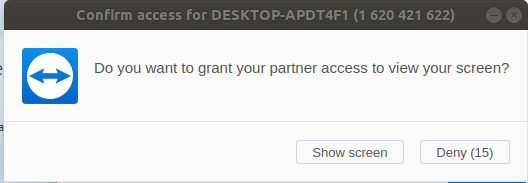 Confirm access for DESKTOP-APDT4F1 (1 620 421 622)
Do you want to grant your partner access to view your screen?
Show screen
Deny (15)